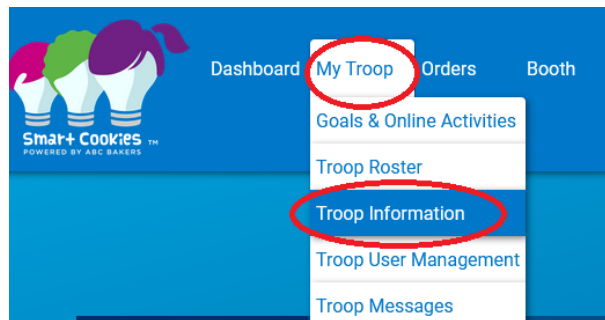 Dashboard My Troop Orders Booth
Smart Cookies TM
POWERED BY ABC BAKERS
Goals & Online Activities
Troop Roster
Troop Information
Troop User Management
Troop Messages